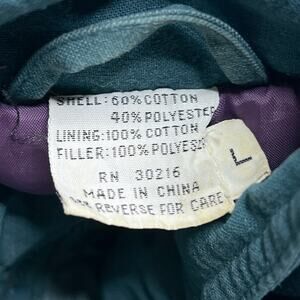 SHELL: 60% COTTON
40% POLYESTER
LINING: 100% COTTON
FILLER: 100% POLYESTER
RN 30216
MADE IN CHINA
REVERSE FOR CARE
L